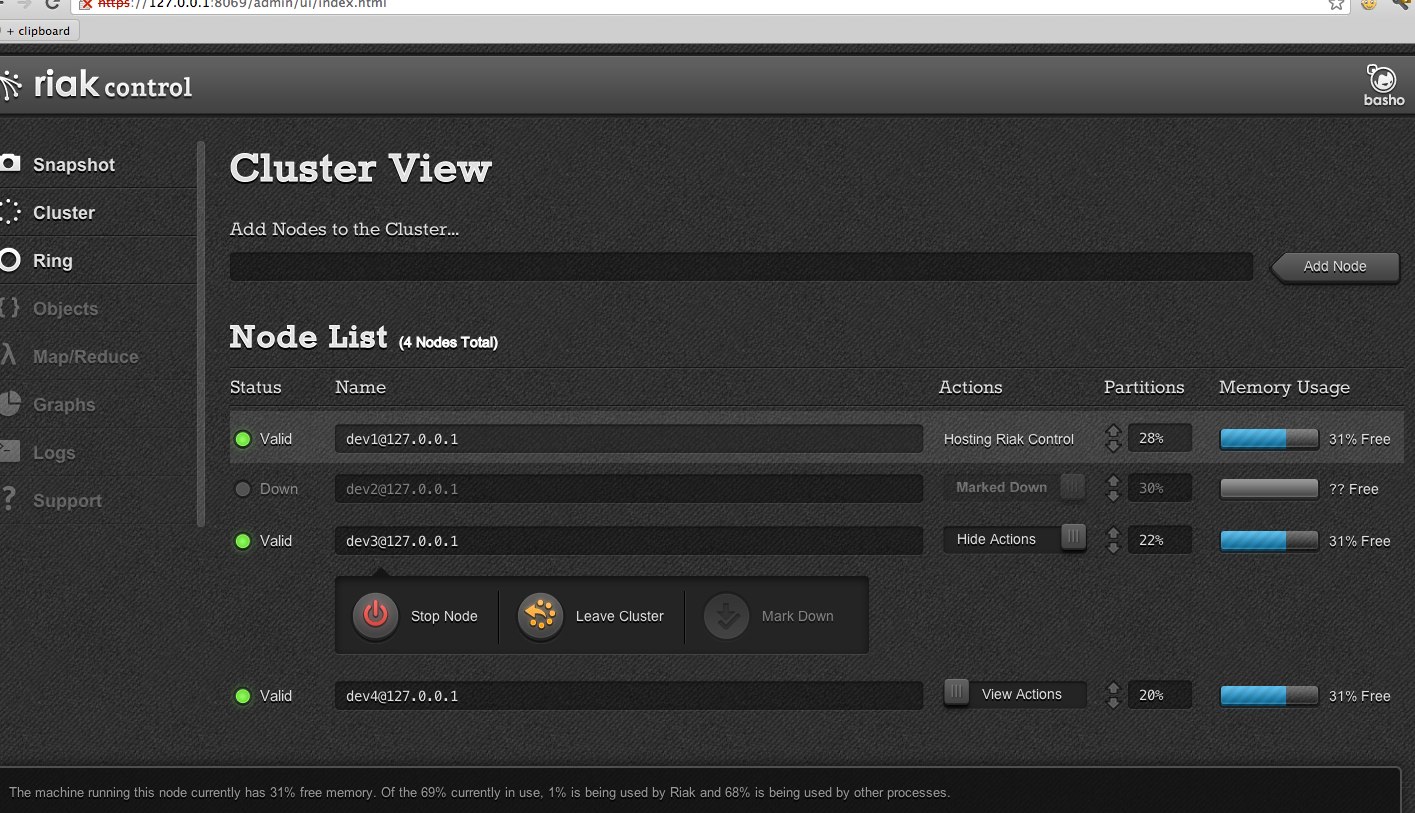 https://127.0.0.1:8069/admin/ui/index.html
+ clipboard
riak control
basho
Snapshot
Cluster
Ring
Objects
Map/Reduce
Graphs
Logs
Support
Cluster View
Add Nodes to the Cluster...
Add Node
Node List (4 Nodes Total)
Status Name Actions Partitions Memory Usage
Valid dev1@127.0.0.1 Hosting Riak Control 28% 31% Free
Down dev2@127.0.0.1 Marked Down 30% ?? Free
Valid dev3@127.0.0.1 Hide Actions 22% 31% Free
Stop Node Leave Cluster Mark Down
Valid dev4@127.0.0.1 View Actions 20% 31% Free
The machine running this node currently has 31% free memory. Of the 69% currently in use, 1% is being used by Riak and 68% is being used by other processes.